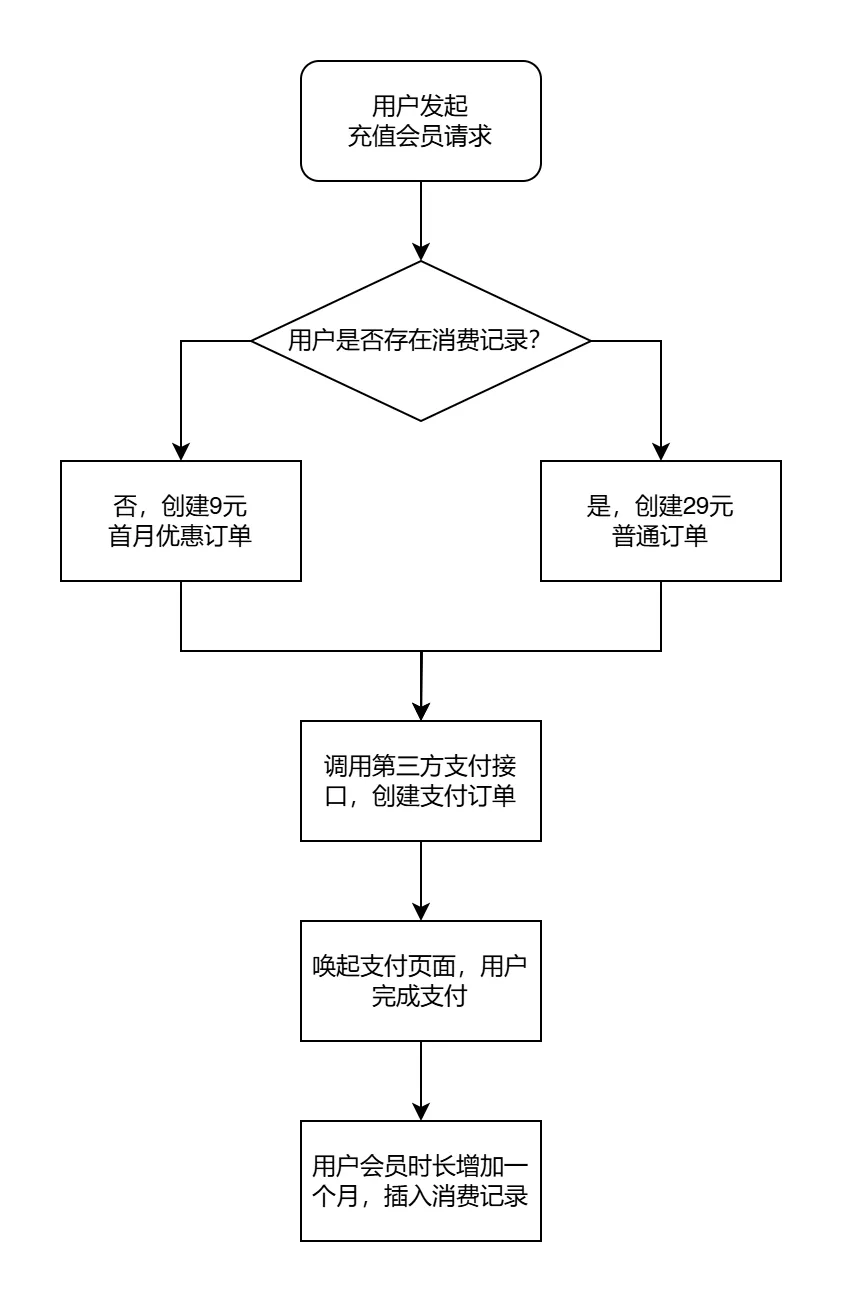 用户发起
充值会员请求
用户是否存在消费记录？
否，创建9元
首月优惠订单
是，创建29元
普通订单
调用第三方支付接
口，创建支付订单
唤起支付页面，用户
完成支付
用户会员时长增加一
个月，插入消费记录